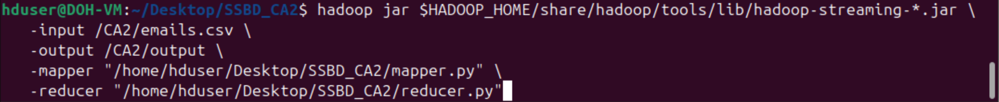 hduser@DOH-VM:~/Desktop/SSBD_CA2$ hadoop jar $HADOOP_HOME/share/hadoop/tools/lib/hadoop-streaming-*.jar \
   -input /CA2/emails.csv \
   -output /CA2/output \
   -mapper "/home/hduser/Desktop/SSBD_CA2/mapper.py" \
   -reducer "/home/hduser/Desktop/SSBD_CA2/reducer.py"